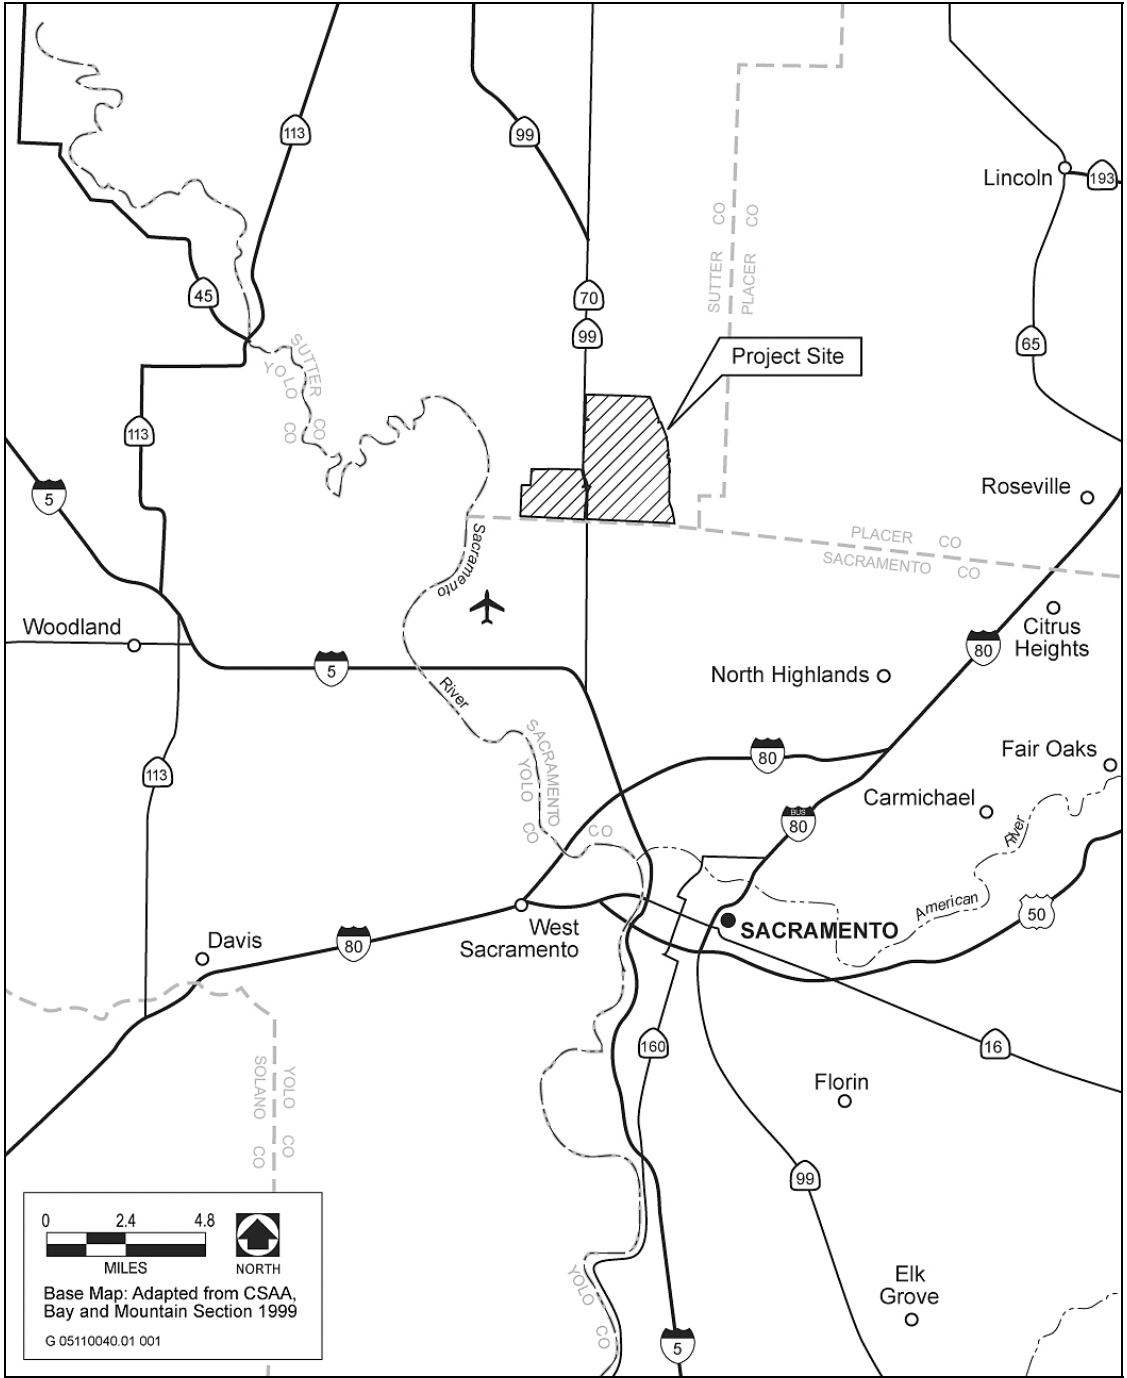 113
99
Lincoln
193
SUTTER CO
PLACER CO
45
70
99
65
Project Site
SUTTER CO
YOLO CO
113
5
Roseville
Sacramento
River
PLACER CO
SACRAMENTO CO
Woodland
5
Citrus
Heights
80
North Highlands
SACRAMENTO CO
YOLO CO
80
Fair Oaks
113
Carmichael
BUS
80
River
American
50
West
Sacramento
SACRAMENTO
Davis
80
160
16
YOLO CO
SOLANO CO
Florin
99
0 2.4 4.8
MILES
NORTH
Base Map: Adapted from CSAA,
Bay and Mountain Section 1999
G 05110040.01 001
YOLO CO
Elk
Grove
5